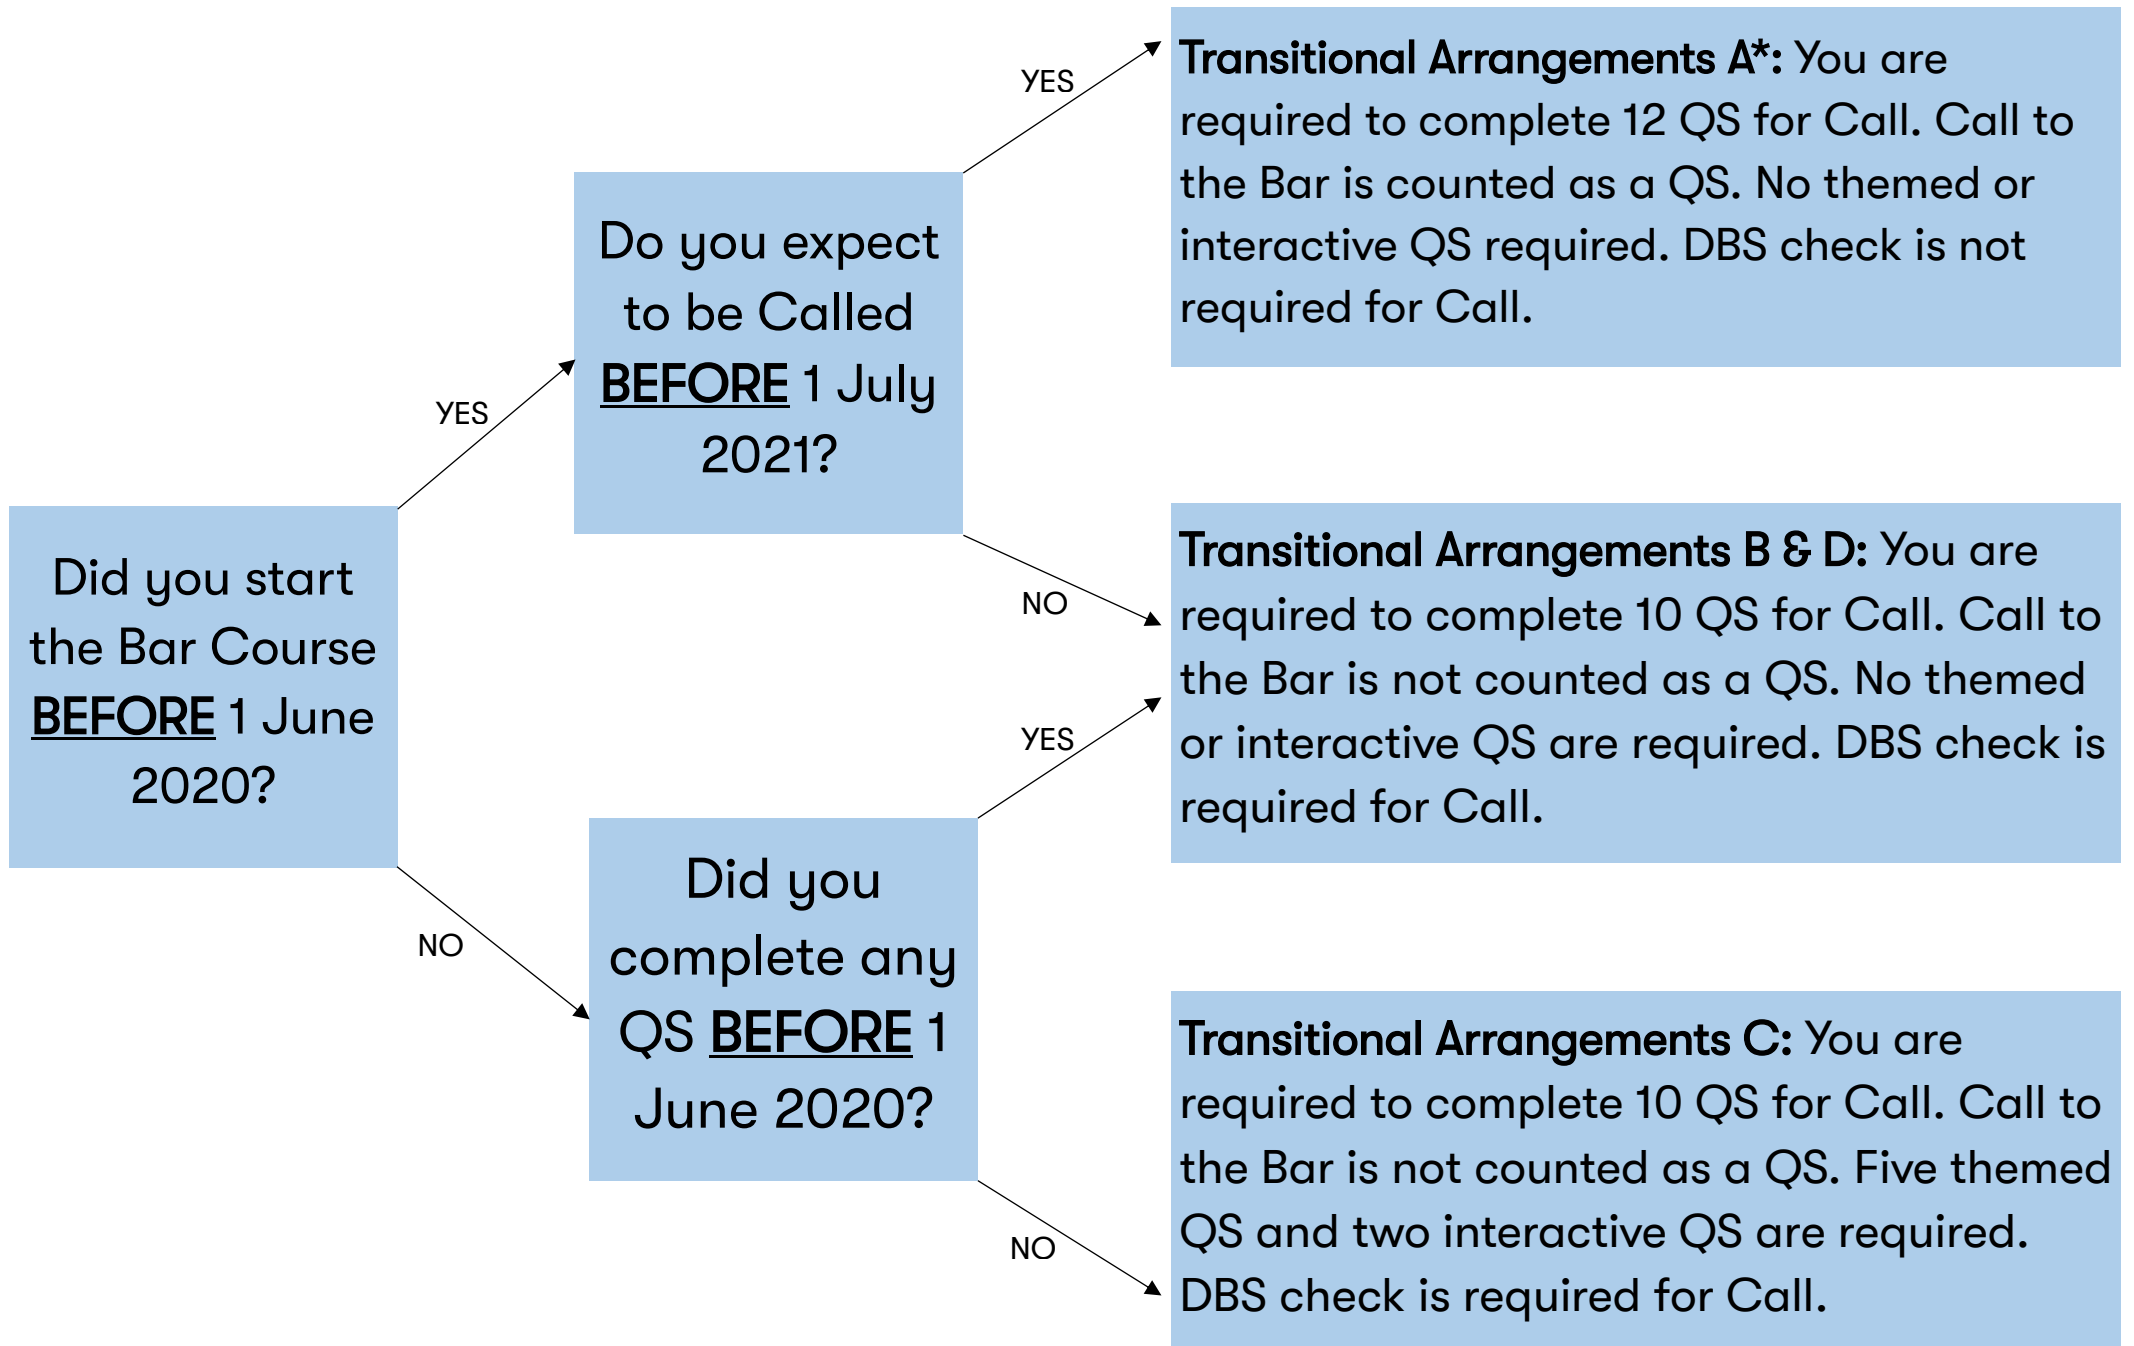 Did you start
the Bar Course
BEFORE 1 June
2020?
YES
NO
Do you expect
to be Called
BEFORE 1 July
2021?
YES
NO
Did you
complete any
QS BEFORE 1
June 2020?
YES
NO
Transitional Arrangements A*: You are
required to complete 12 QS for Call. Call to
the Bar is counted as a QS. No themed or
interactive QS required. DBS check is not
required for Call.
Transitional Arrangements B & D: You are
required to complete 10 QS for Call. Call to
the Bar is not counted as a QS. No themed
or interactive QS are required. DBS check is
required for Call.
Transitional Arrangements C: You are
required to complete 10 QS for Call. Call to
the Bar is not counted as a QS. Five themed
QS and two interactive QS are required.
DBS check is required for Call.